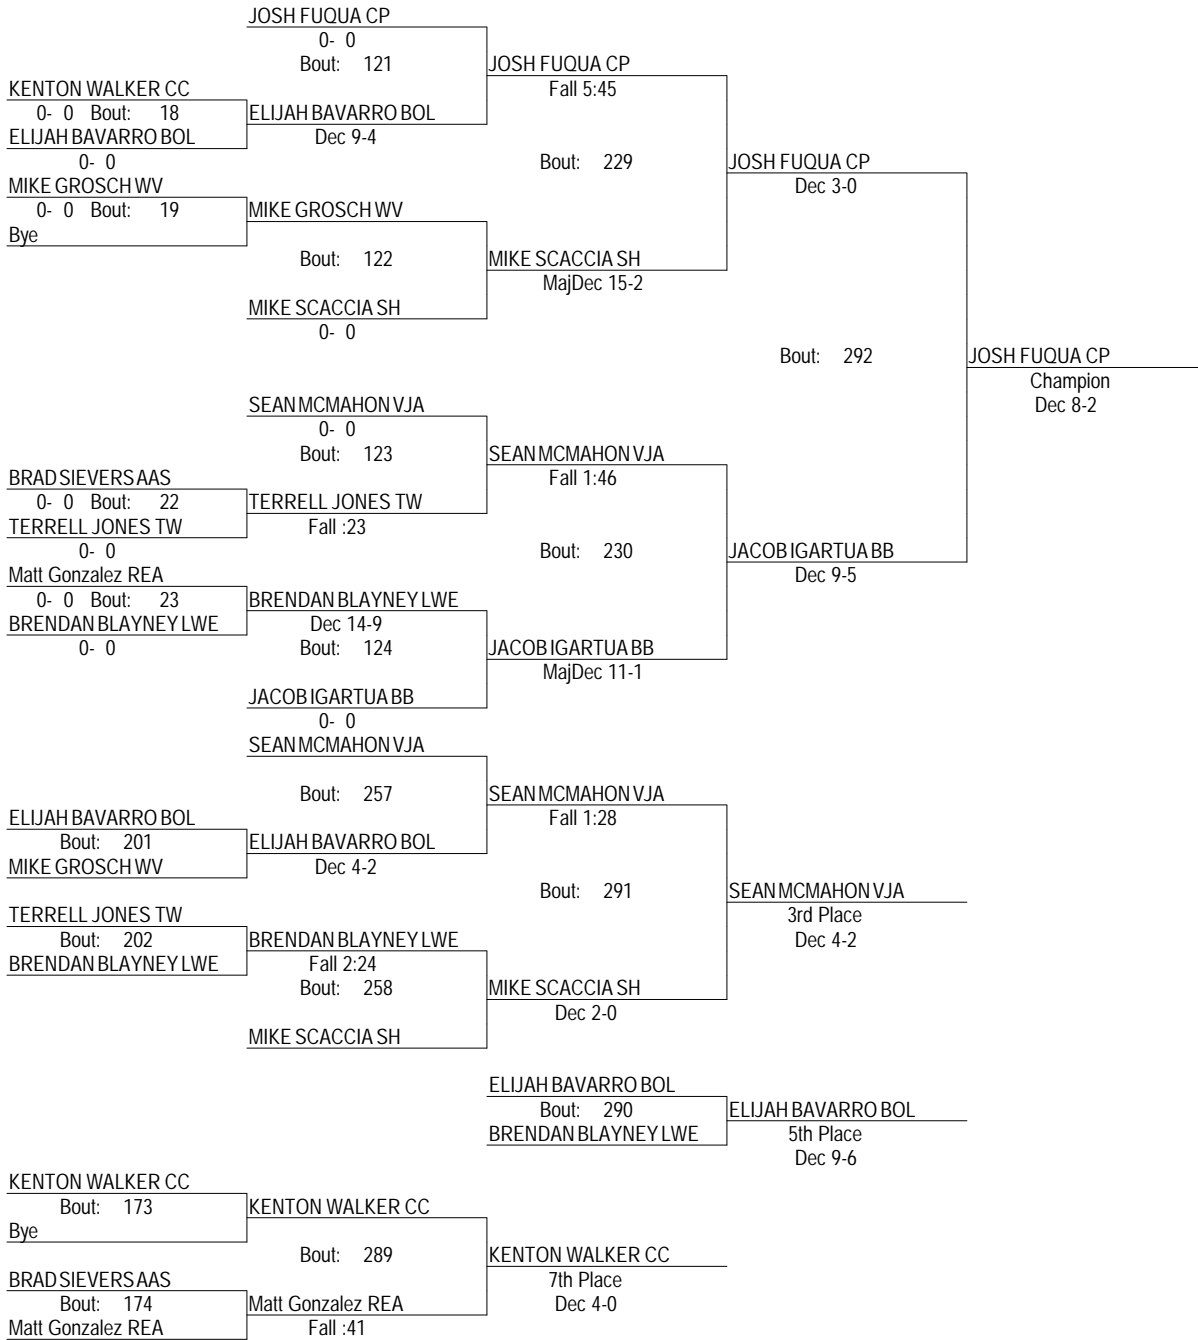 JOSH FUQUA CP
0- 0
Bout: 121
JOSH FUQUA CP
KENTON WALKER CC
Fall 5:45
0- 0 Bout: 18
ELIJAH BAVARRO BOL
ELIJAH BAVARRO BOL
Dec 9-4
0- 0
Bout: 229
JOSH FUQUA CP
MIKE GROSCH WV
Dec 3-0
0- 0 Bout: 19
MIKE GROSCH WV
Bye
Bout: 122
MIKE SCACCIA SH
MajDec 15-2
MIKE SCACCIA SH
0- 0
Bout: 292
JOSH FUQUA CP
Champion
Dec 8-2
SEAN MCMAHON VJA
0- 0
Bout: 123
SEAN MCMAHON VJA
BRAD SIEVERS AAS
Fall 1:46
0- 0 Bout: 22
TERRELL JONES TW
TERRELL JONES TW
Fall :23
0- 0
Bout: 230
JACOB IGARTUA BB
Matt Gonzalez REA
Dec 9-5
0- 0 Bout: 23
BRENDAN BLAYNEY LWE
BRENDAN BLAYNEY LWE
Dec 14-9
0- 0
Bout: 124
JACOB IGARTUA BB
MajDec 11-1
JACOB IGARTUA BB
0- 0
SEAN MCMAHON VJA
Bout: 257
SEAN MCMAHON VJA
ELIJAH BAVARRO BOL
Fall 1:28
Bout: 201
ELIJAH BAVARRO BOL
MIKE GROSCH WV
Dec 4-2
Bout: 291
SEAN MCMAHON VJA
TERRELL JONES TW
3rd Place
Bout: 202
BRENDAN BLAYNEY LWE
Dec 4-2
BRENDAN BLAYNEY LWE
Fall 2:24
Bout: 258
MIKE SCACCIA SH
Dec 2-0
MIKE SCACCIA SH
ELIJAH BAVARRO BOL
Bout: 290
ELIJAH BAVARRO BOL
BRENDAN BLAYNEY LWE
5th Place
Dec 9-6
KENTON WALKER CC
Bout: 173
KENTON WALKER CC
Bye
Bout: 289
KENTON WALKER CC
BRAD SIEVERS AAS
7th Place
Bout: 174
Matt Gonzalez REA
Dec 4-0
Matt Gonzalez REA
Fall :41